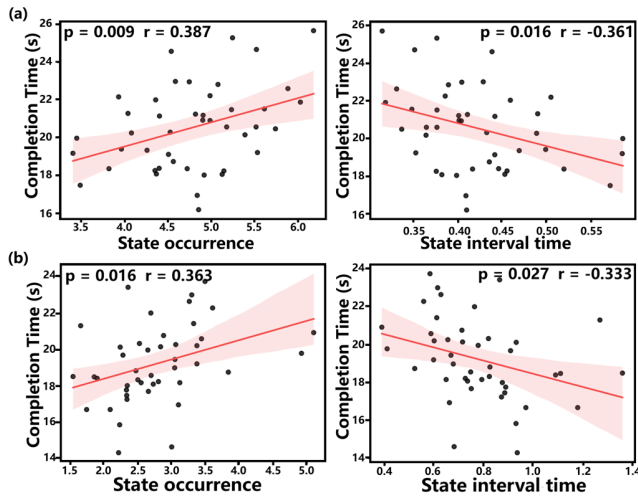 (a)
p = 0.009 r = 0.387
Completion Time (s)
26
24
22
20
18
16
3.5 4.0 4.5 5.0 5.5 6.0
State occurrence
p = 0.016 r = -0.361
Completion Time (s)
26
24
22
20
18
16
0.35 0.40 0.45 0.50 0.55
State interval time
(b)
p = 0.016 r = 0.363
Completion Time (s)
24
22
20
18
16
14
1.5 2.0 2.5 3.0 3.5 4.0 4.5 5.0
State occurrence
p = 0.027 r = -0.333
Completion Time (s)
24
22
20
18
16
14
0.4 0.6 0.8 1.0 1.2 1.4
State interval time